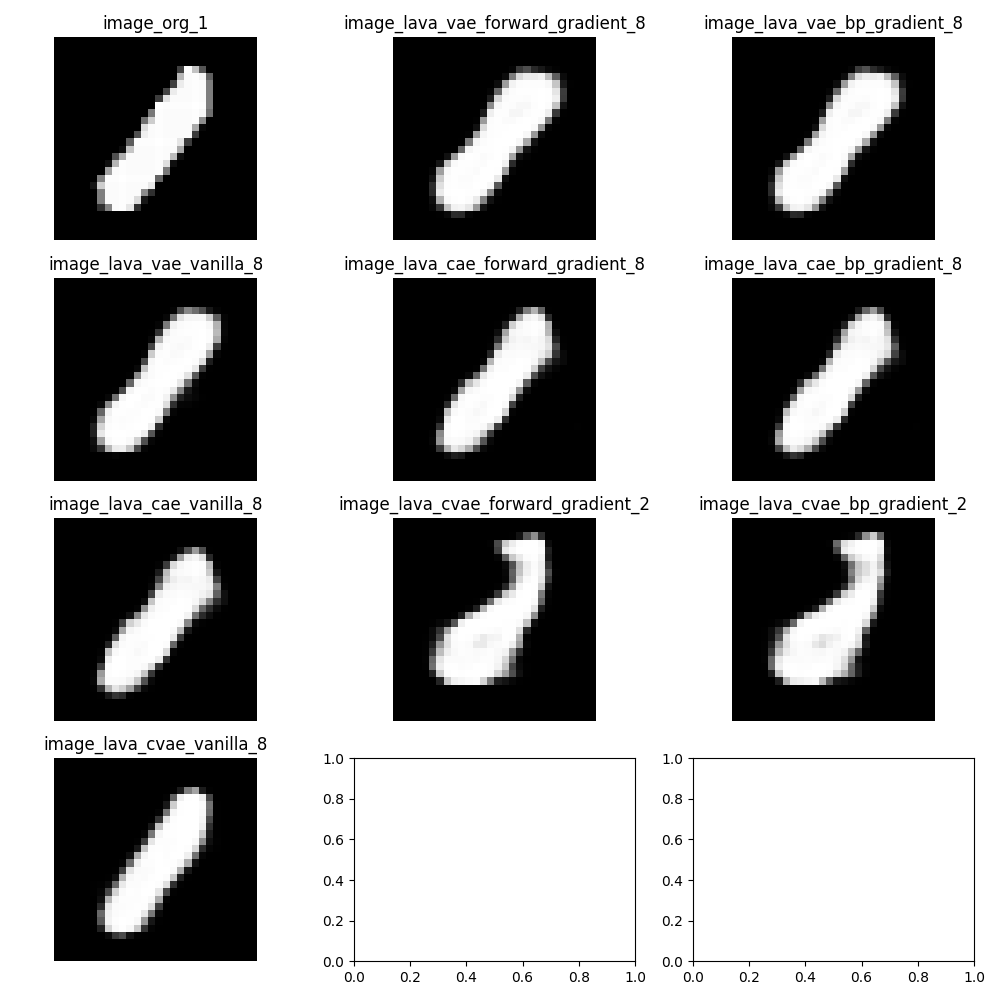 image_org_1
image_lava_vae_forward_gradient_8
image_lava_vae_bp_gradient_8
image_lava_vae_vanilla_8
image_lava_cae_forward_gradient_8
image_lava_cae_bp_gradient_8
image_lava_cae_vanilla_8
image_lava_cvae_forward_gradient_2
image_lava_cvae_bp_gradient_2
image_lava_cvae_vanilla_8
1.0
0.8
0.6
0.4
0.2
0.0
0.0 0.2 0.4 0.6 0.8 1.0
1.0
0.8
0.6
0.4
0.2
0.0
0.0 0.2 0.4 0.6 0.8 1.0